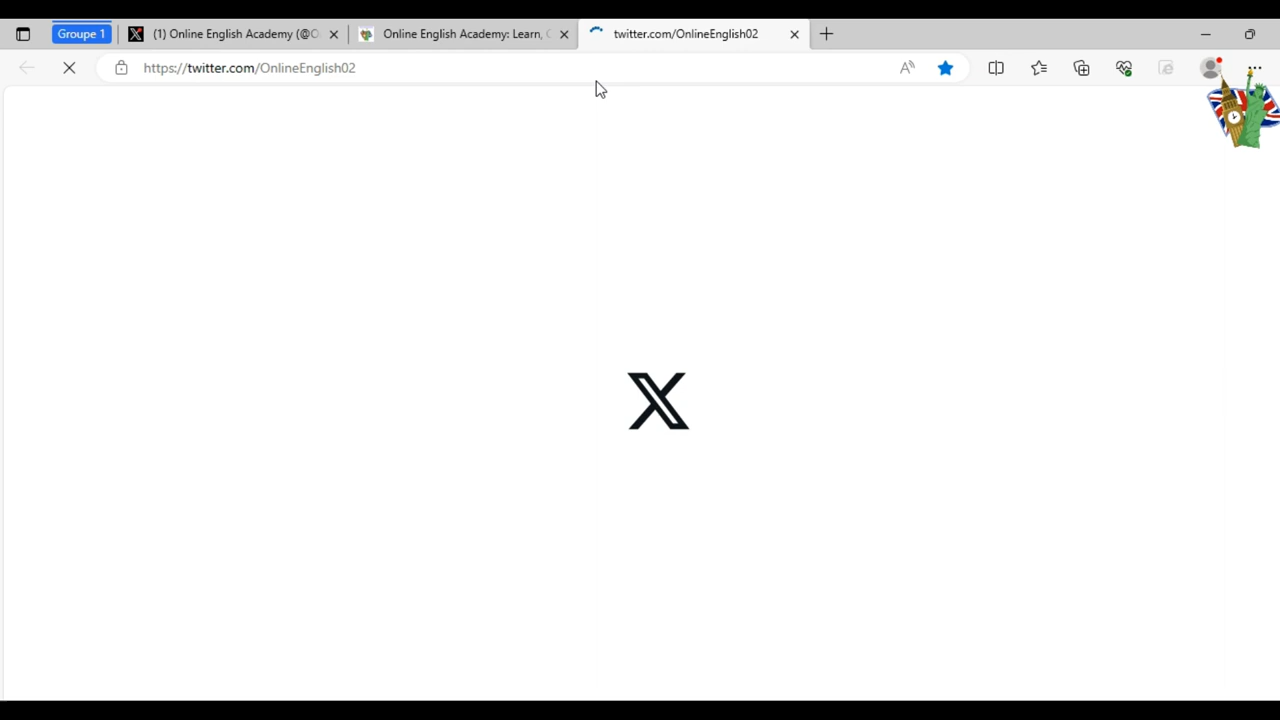 Groupe 1
(1) Online English Academy (@O
Online English Academy: Learn, C
twitter.com/OnlineEnglish02
https://twitter.com/OnlineEnglish02
X